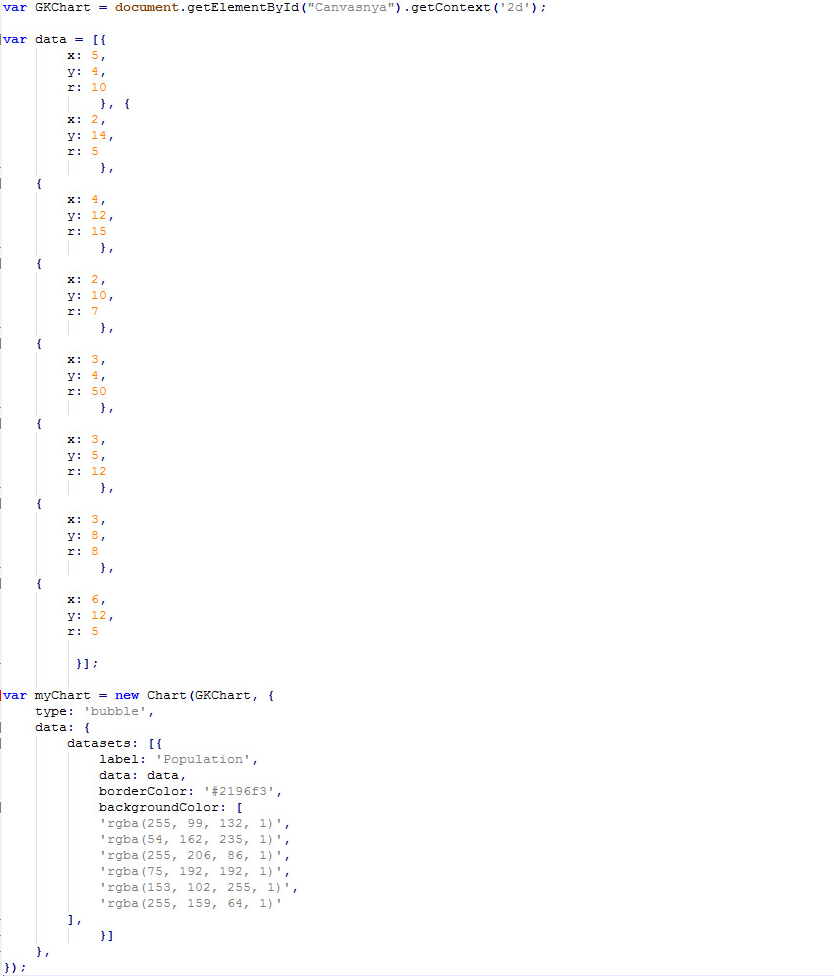 var GKChart = document.getElementById("Canvasnya").getContext('2d');

var data = [{
        x: 5,
        y: 4,
        r: 10
            }, {
        x: 2,
        y: 14,
        r: 5
            },
    {
        x: 4,
        y: 12,
        r: 15
            },
    {
        x: 2,
        y: 10,
        r: 7
            },
    {
        x: 3,
        y: 4,
        r: 50
            },
    {
        x: 3,
        y: 5,
        r: 12
            },
    {
        x: 3,
        y: 8,
        r: 8
            },
    {
        x: 6,
        y: 12,
        r: 5

         }];

var myChart = new Chart(GKChart, {
    type: 'bubble',
    data: {
        datasets: [{
            label: 'Population',
            data: data,
            borderColor: '#2196f3',
            backgroundColor: [
            'rgba(255, 99, 132, 1)',
            'rgba(54, 162, 235, 1)',
            'rgba(255, 206, 86, 1)',
            'rgba(75, 192, 192, 1)',
            'rgba(153, 102, 255, 1)',
            'rgba(255, 159, 64, 1)'
        ],
            }]
    },
});